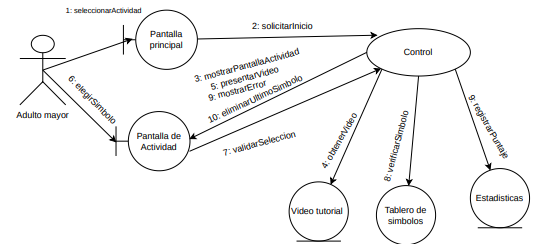 1: seleccionarActividad
Pantalla
principal
2: solicitarInicio
Control
3: mostrarPantallaActividad
5: presentarVideo
9: mostrarError
10: eliminarUltimoSimbolo
6: elegirSimbolo
Adulto mayor
Pantalla de
Actividad
7: validarSeleccion
4: obtenerVideo
8: verificarSimbolo
9: registrarPuntaje
Video tutorial
Tablero de
simbolos
Estadisticas